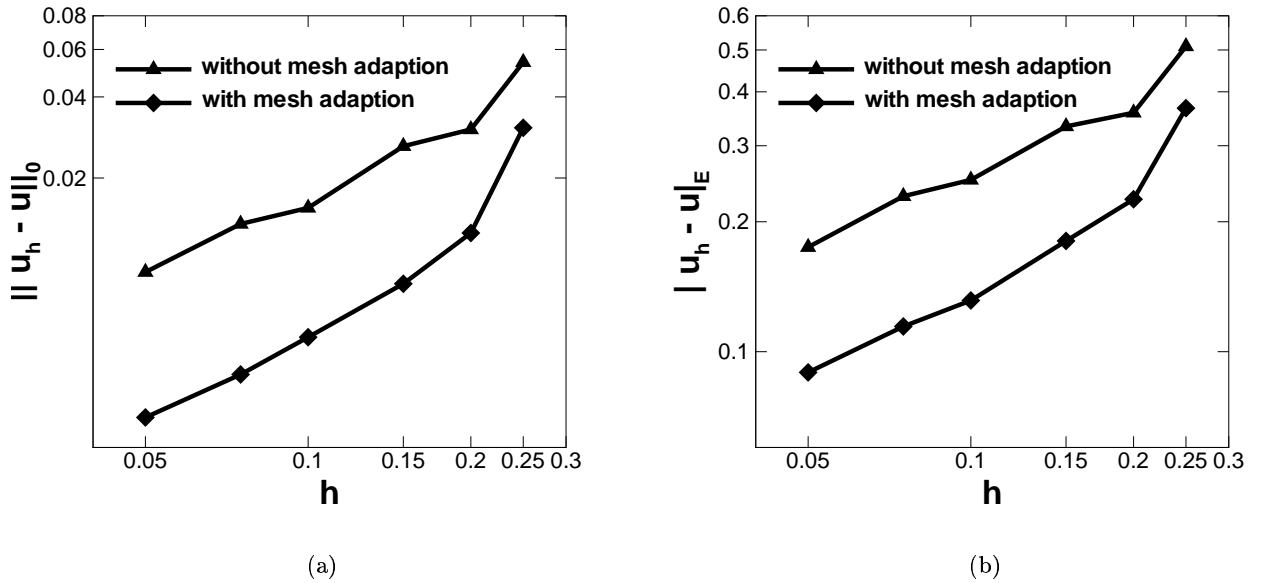 0.08
0.06
0.04
0.02
|| u_h - u||_0
without mesh adaption
with mesh adaption
0.05
0.1
0.15
0.2
0.25
0.3
h
(a)
0.6
0.5
0.4
0.3
0.2
0.1
| u_h - u|_E
without mesh adaption
with mesh adaption
0.05
0.1
0.15
0.2
0.25
0.3
h
(b)